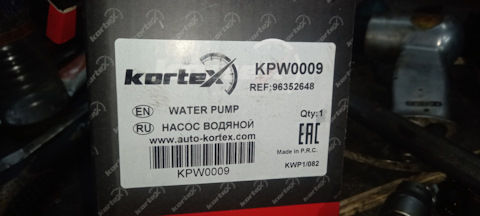 kortex
KPW0009
REF:96352648
EN WATER PUMP
Qty:1
RU НАСОС ВОДЯНОЙ
www.auto-kortex.com
EAC
Made in P.R.C.
KPW0009
KWP1/082